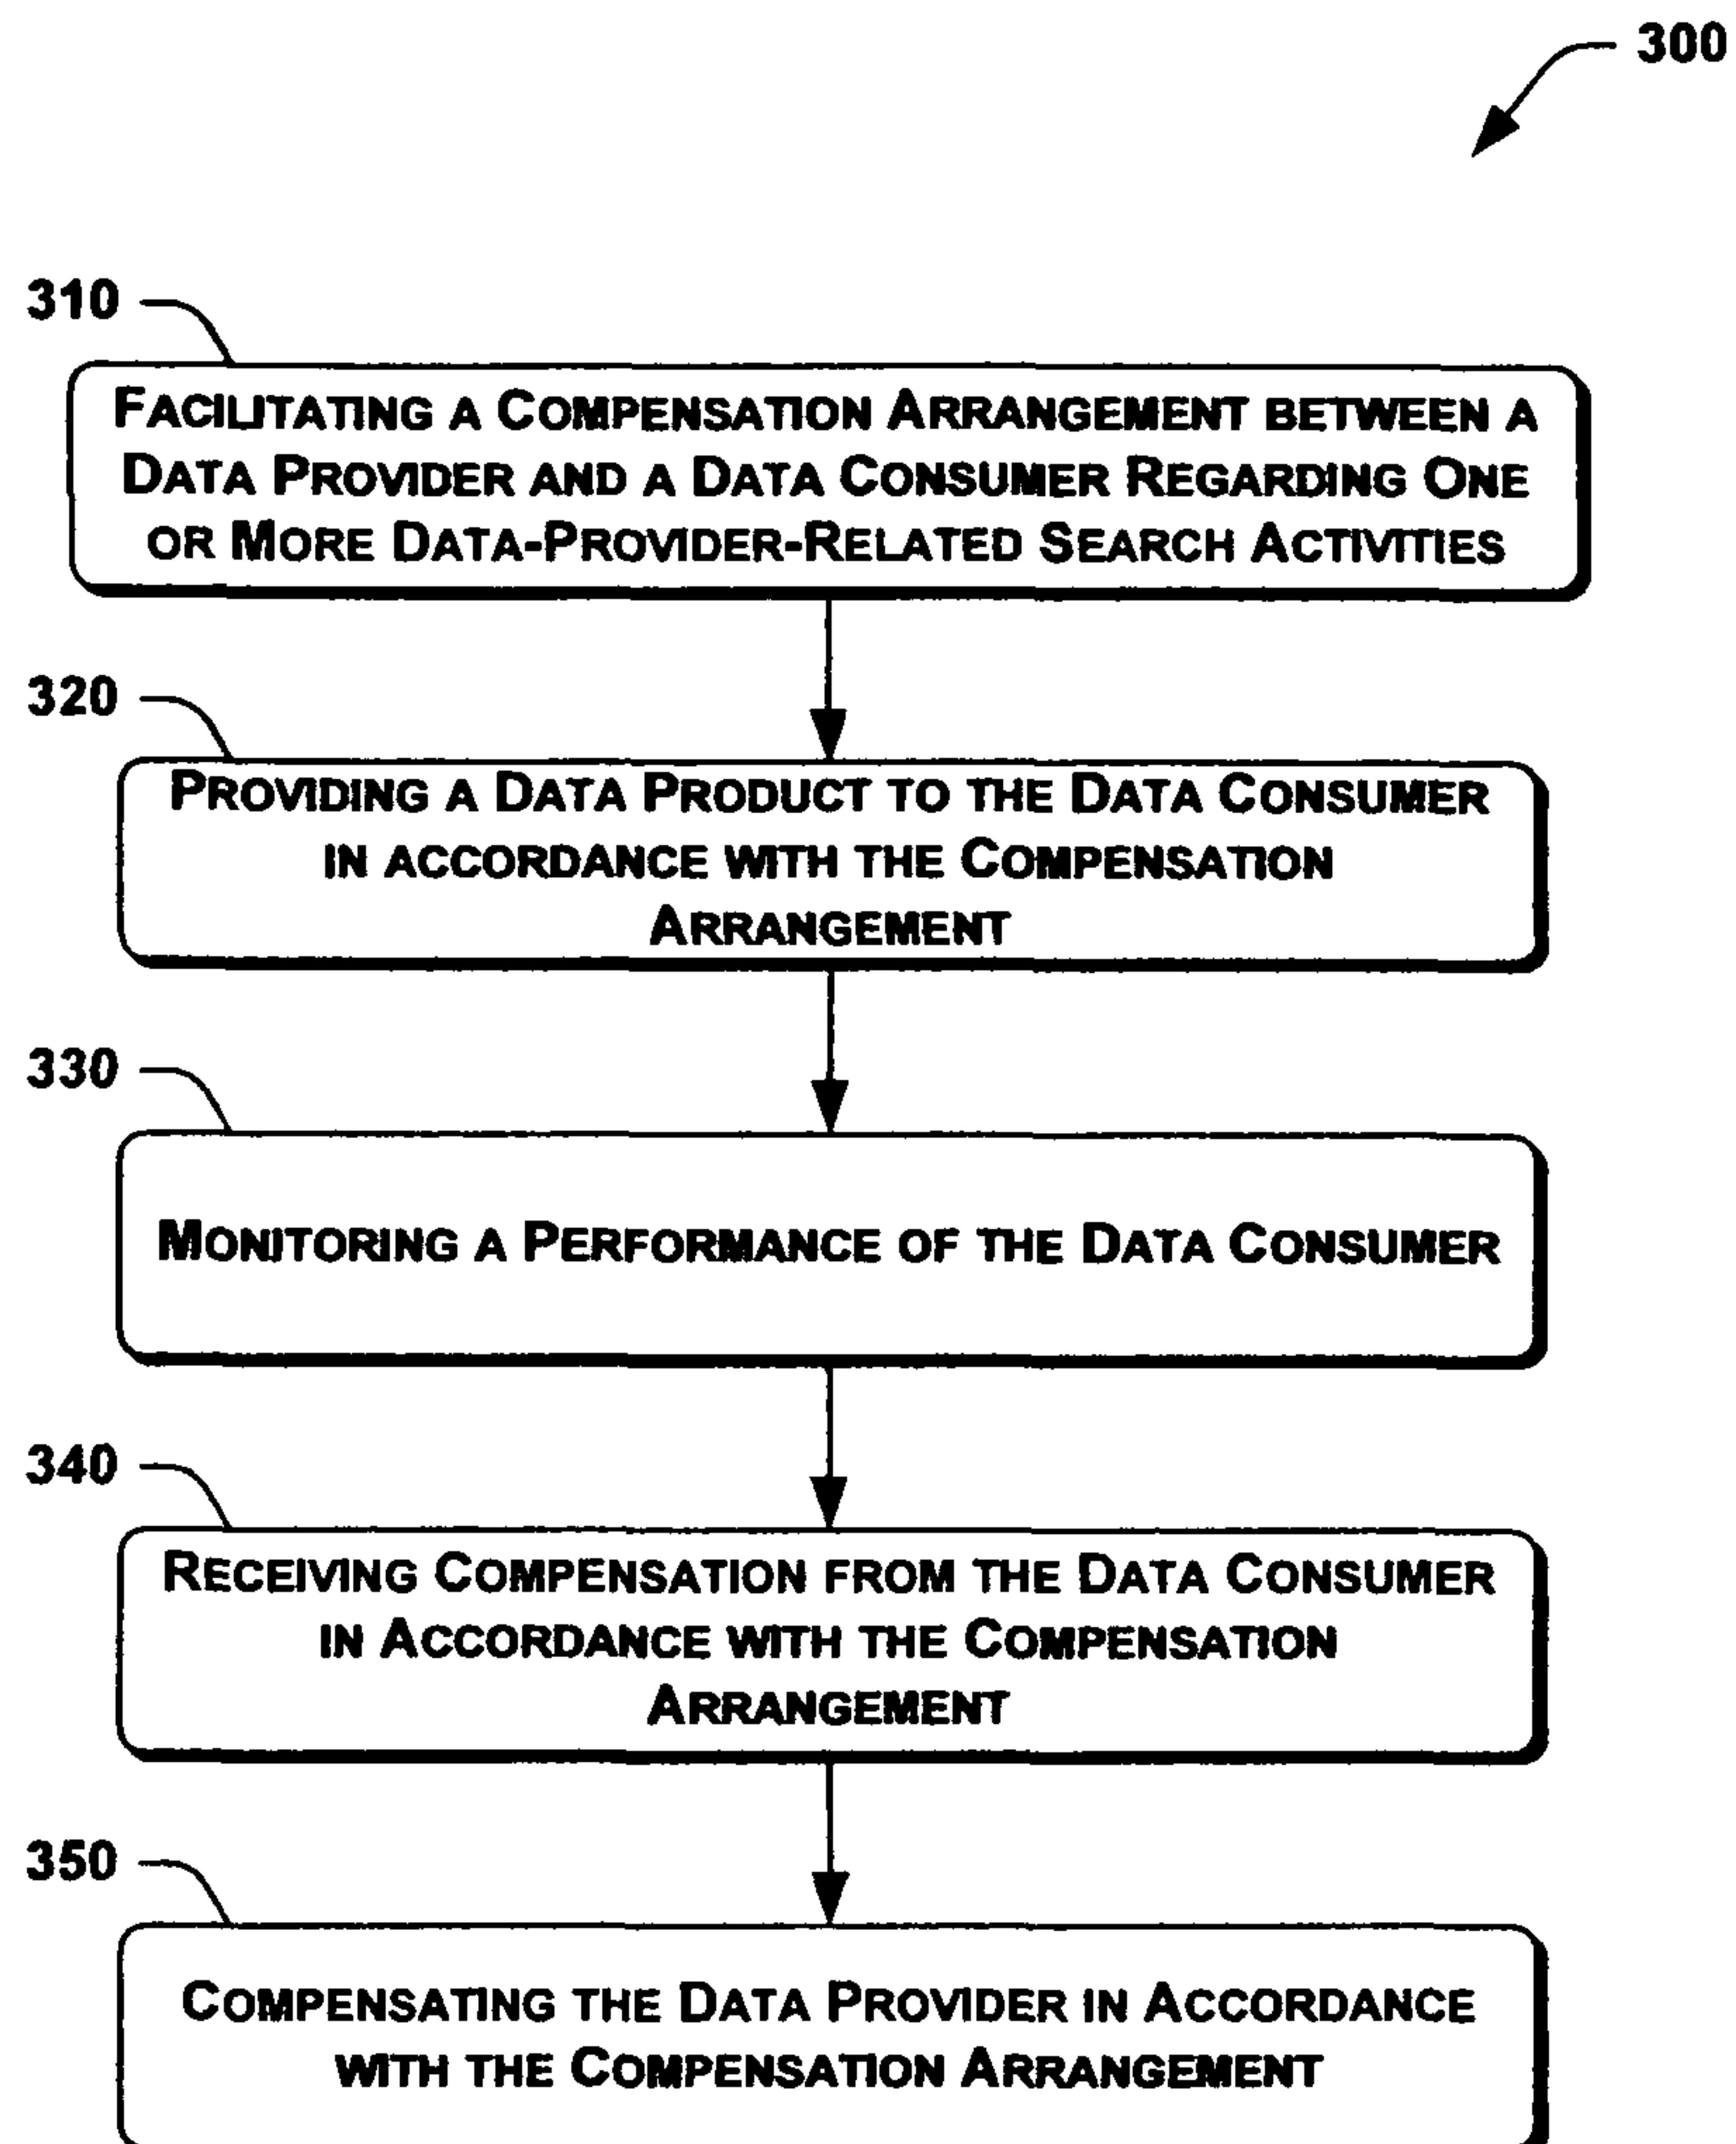 300
310
FACILITATING A COMPENSATION ARRANGEMENT BETWEEN A
DATA PROVIDER AND A DATA CONSUMER REGARDING ONE
OR MORE DATA-PROVIDER-RELATED SEARCH ACTIVITIES
320
PROVIDING A DATA PRODUCT TO THE DATA CONSUMER
IN ACCORDANCE WITH THE COMPENSATION
ARRANGEMENT
330
MONITORING A PERFORMANCE OF THE DATA CONSUMER
340
RECEIVING COMPENSATION FROM THE DATA CONSUMER
IN ACCORDANCE WITH THE COMPENSATION
ARRANGEMENT
350
COMPENSATING THE DATA PROVIDER IN ACCORDANCE
WITH THE COMPENSATION ARRANGEMENT